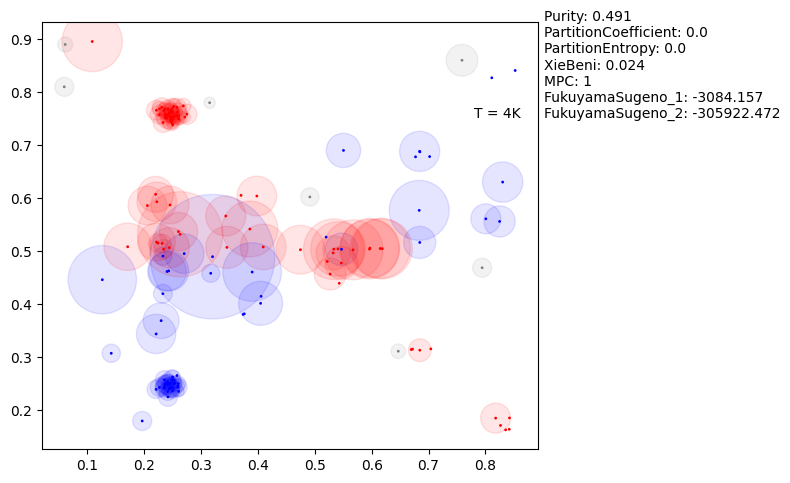 Purity: 0.491
PartitionCoefficient: 0.0
PartitionEntropy: 0.0
XieBeni: 0.024
MPC: 1
FukuyamaSugeno_1: -3084.157
FukuyamaSugeno_2: -305922.472
T = 4K
0.9
0.8
0.7
0.6
0.5
0.4
0.3
0.2
0.1 0.2 0.3 0.4 0.5 0.6 0.7 0.8